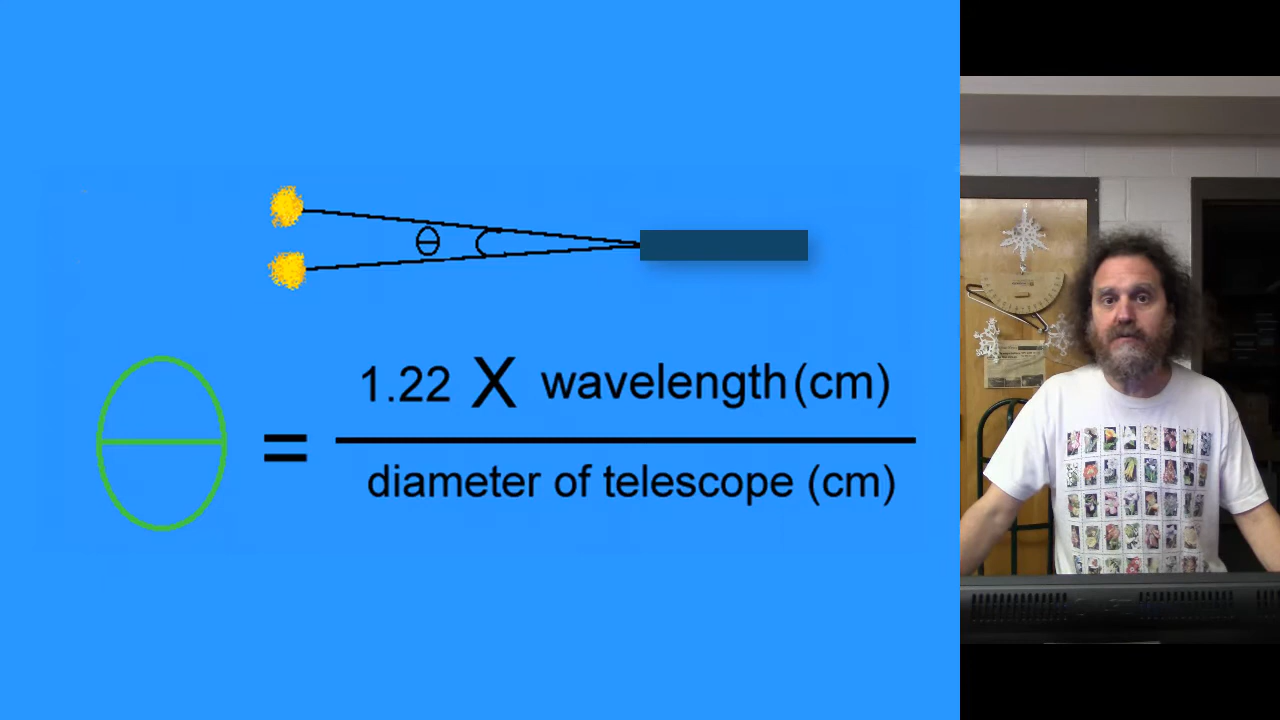 θ
θ = 1.22 X wavelength (cm)
diameter of telescope (cm)